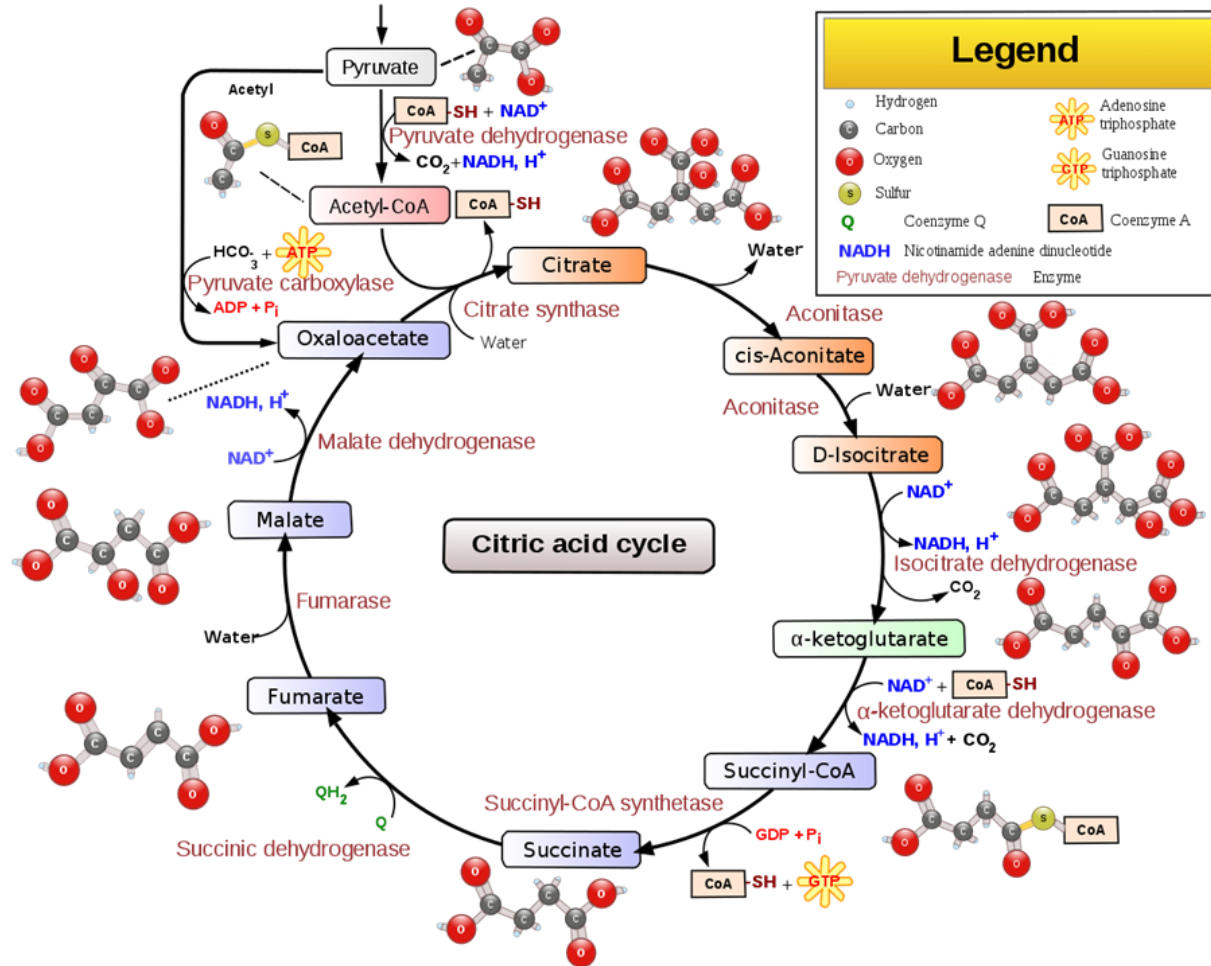 Legend
Hydrogen
Carbon
Oxygen
Sulfur
Q Coenzyme Q
NADH Nicotinamide adenine dinucleotide
Pyruvate dehydrogenase Enzyme
ATP Adenosine triphosphate
GTP Guanosine triphosphate
CoA Coenzyme A
Pyruvate
Acetyl
CoA-SH + NAD+
Pyruvate dehydrogenase
CO2+NADH, H+
S CoA
Acetyl-CoA
CoA-SH
HCO3- + ATP
Pyruvate carboxylase
ADP + Pi
Citrate
Citrate synthase
Water
Oxaloacetate
Water
Aconitase
cis-Aconitate
Water
Aconitase
D-Isocitrate
NAD+
NADH, H+
Isocitrate dehydrogenase
CO2
α-ketoglutarate
NAD+ + CoA-SH
α-ketoglutarate dehydrogenase
NADH, H+ + CO2
Succinyl-CoA
S CoA
Succinyl-CoA synthetase
GDP + Pi
CoA-SH + GTP
Succinate
QH2
Q
Succinic dehydrogenase
Fumarate
Water
Fumarase
Malate
NADH, H+
NAD+
Malate dehydrogenase
Citric acid cycle